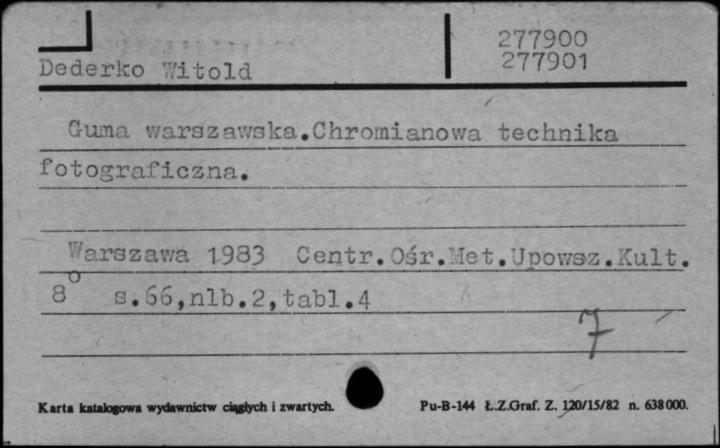 277900
Dederko Witold 277901
Guma warszawska.Chromianowa technika
fotograficzna.
Warszawa 1983 Centr.Ośr.Met.Upowsz.Kult.
8° s.66,nlb.2,tabl.4
7
Karta katalogowa wydawnictw ciągłych i zwartych. Pu-B-144 Ł.Z.Graf. Z. 120/15/82 n. 638000.